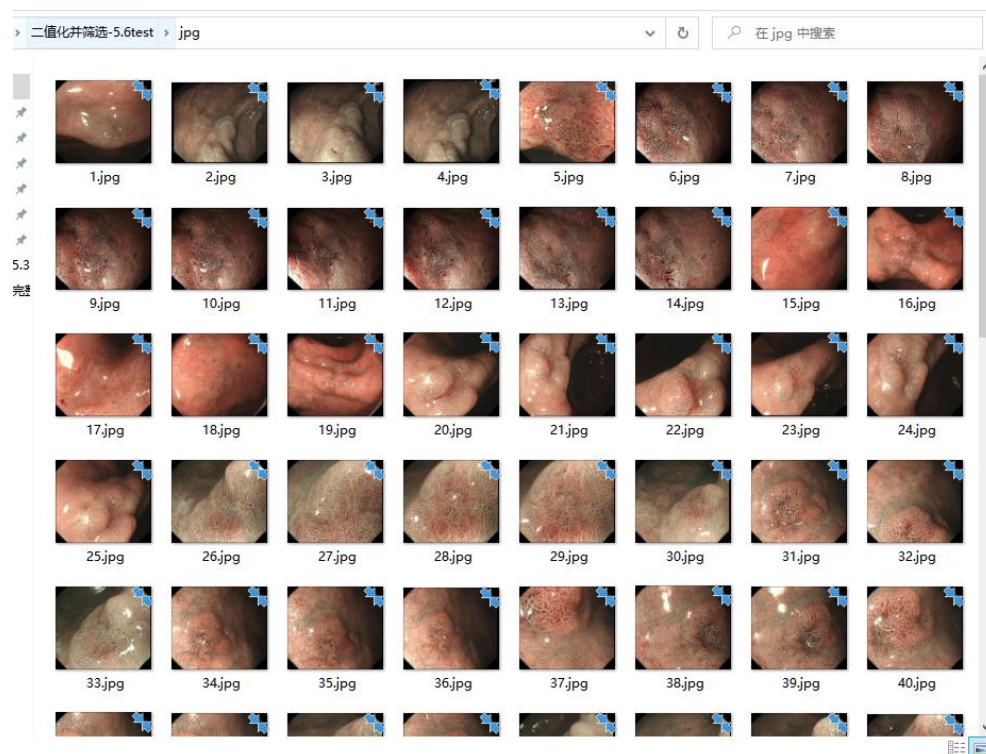 二值化并筛选-5.6test › jpg
在 jpg 中搜索
1.jpg 2.jpg 3.jpg 4.jpg 5.jpg 6.jpg 7.jpg 8.jpg
5.3
9.jpg 10.jpg 11.jpg 12.jpg 13.jpg 14.jpg 15.jpg 16.jpg
17.jpg 18.jpg 19.jpg 20.jpg 21.jpg 22.jpg 23.jpg 24.jpg
25.jpg 26.jpg 27.jpg 28.jpg 29.jpg 30.jpg 31.jpg 32.jpg
33.jpg 34.jpg 35.jpg 36.jpg 37.jpg 38.jpg 39.jpg 40.jpg